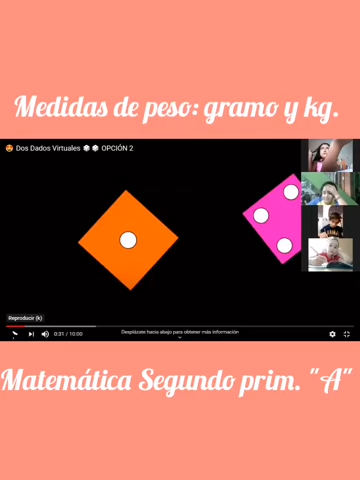 Medidas de peso: gramo y kg.
😍 Dos Dados Virtuales 🎲 🎲 OPCIÓN 2
Reproducir (k)
0:31 / 10:00
Desplázate hacia abajo para obtener más información
Matemática Segundo prim. "A"